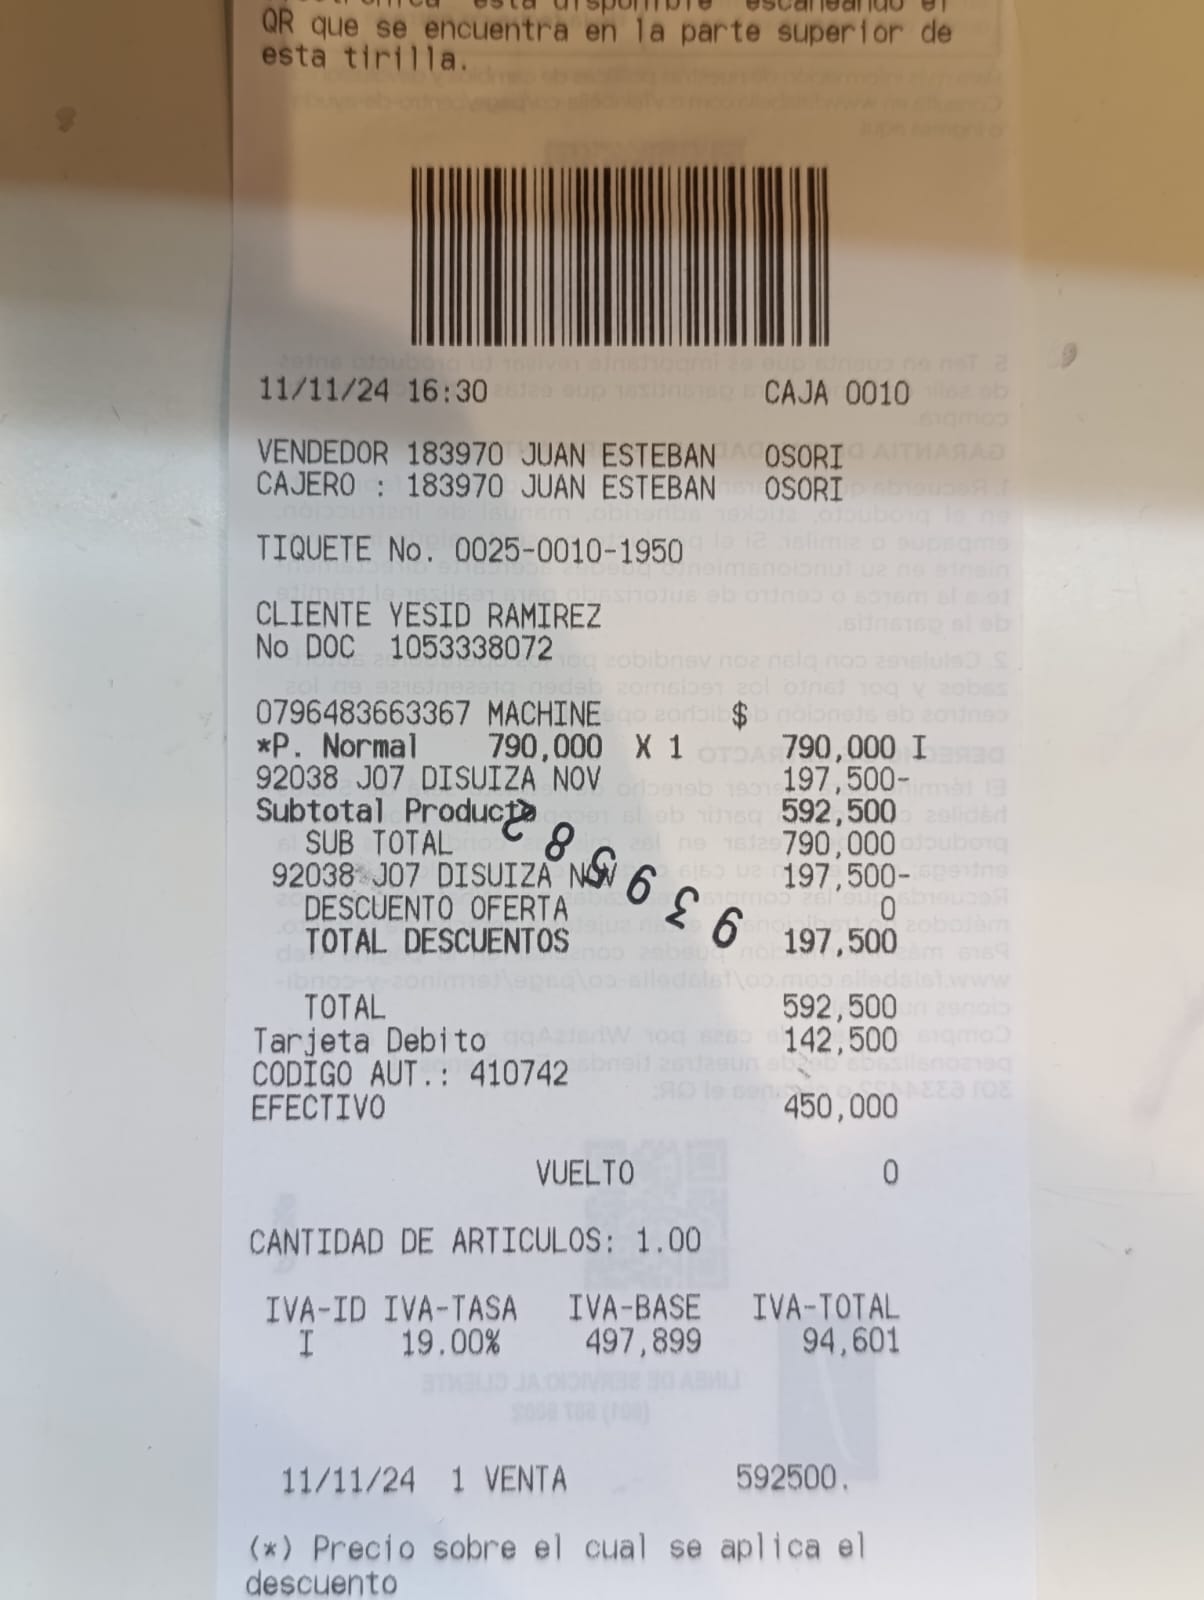 QR que se encuentra en la parte superior de
esta tirilla.
11/11/24 16:30 CAJA 0010
VENDEDOR 183970 JUAN ESTEBAN OSORI
CAJERO : 183970 JUAN ESTEBAN OSORI
TIQUETE No. 0025-0010-1950
CLIENTE YESID RAMIREZ
No DOC 1053338072
0796483663367 MACHINE $
*P. Normal 790,000 X 1 790,000 I
92038 J07 DISUIZA NOV 197,500-
Subtotal Producto 592,500
SUB TOTAL 790,000
92038 J07 DISUIZA NOV 197,500-
DESCUENTO OFERTA 0
TOTAL DESCUENTOS 197,500
TOTAL 592,500
Tarjeta Debito 142,500
CODIGO AUT.: 410742
EFECTIVO 450,000
VUELTO 0
CANTIDAD DE ARTICULOS: 1.00
IVA-ID IVA-TASA IVA-BASE IVA-TOTAL
I 19.00% 497,899 94,601
11/11/24 1 VENTA 592500.
(*) Precio sobre el cual se aplica el
descuento